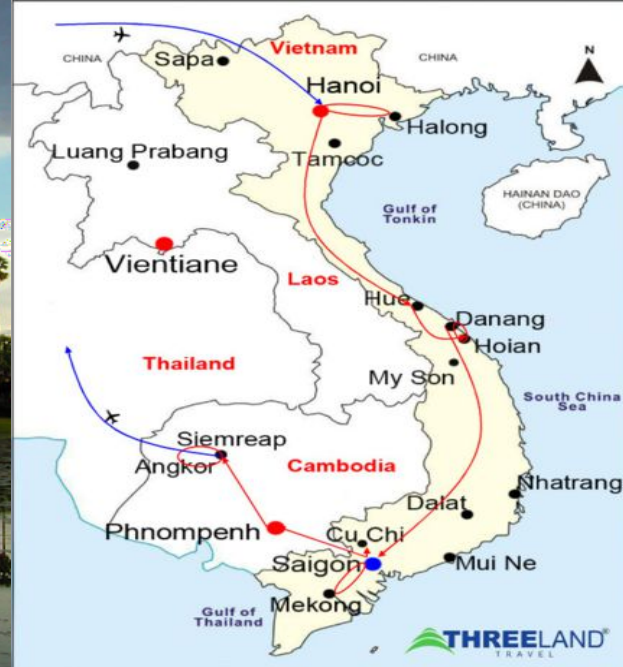 Vietnam
CHINA
CHINA
N
Sapa
Hanoi
Halong
Tamcoc
Luang Prabang
HAINAN DAO
(CHINA)
Gulf of
Tonkin
Vientiane
Laos
Hue
Danang
Hoian
Thailand
My Son
South China
Sea
Siemreap
Angkor
Cambodia
Nhatrang
Dalat
Phnompenh
Cu Chi
Saigon
Mui Ne
Mekong
Gulf of
Thailand
THREELAND®
TRAVEL